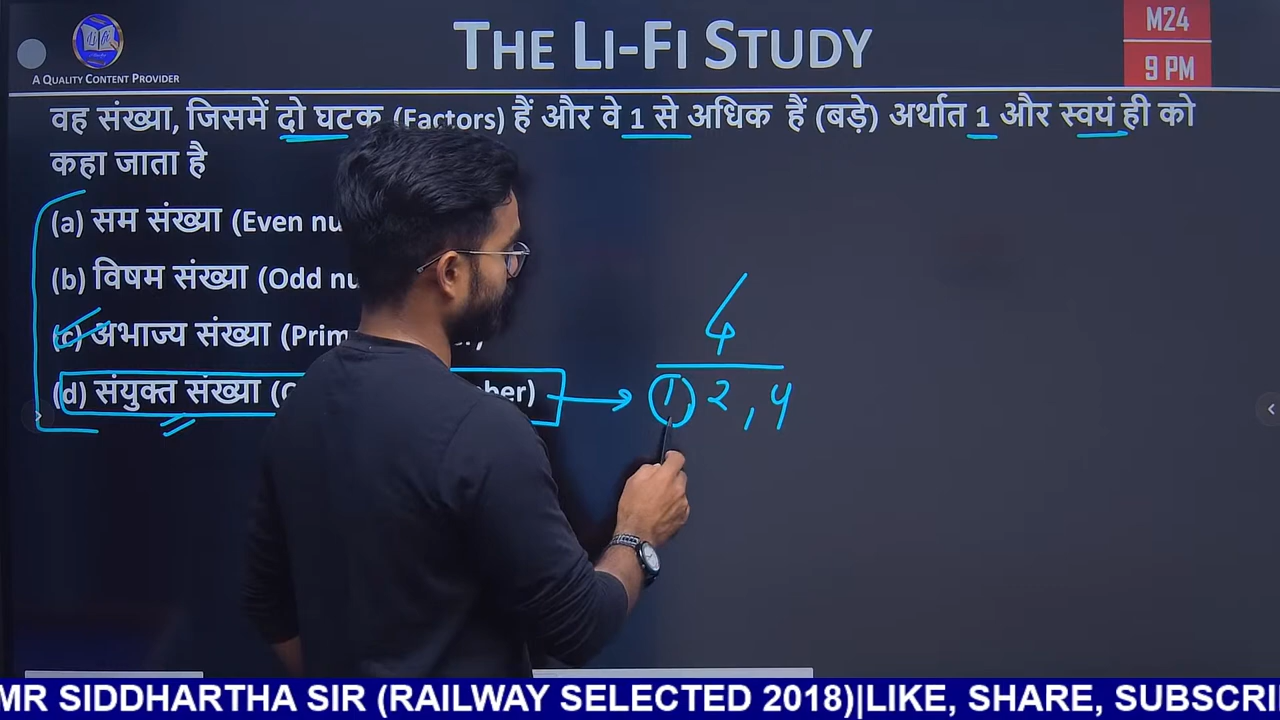 THE LI-FI STUDY
A QUALITY CONTENT PROVIDER
M24
9 PM
वह संख्या, जिसमें दो घटक (Factors) हैं और वे 1 से अधिक हैं (बड़े) अर्थात 1 और स्वयं ही को
कहा जाता है
(a) सम संख्या (Even nu
(b) विषम संख्या (Odd nu
(c) अभाज्य संख्या (Prim
(d) संयुक्त संख्या (C ber)
4
1, 2, 4
MR SIDDHARTHA SIR (RAILWAY SELECTED 2018)|LIKE, SHARE, SUBSCRI